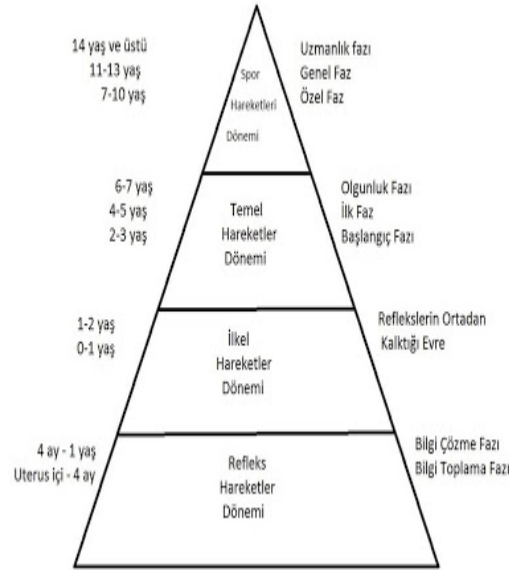 14 yaş ve üstü
11-13 yaş
7-10 yaş
Spor
Hareketleri
Dönemi
Uzmanlık fazı
Genel Faz
Özel Faz
6-7 yaş
4-5 yaş
2-3 yaş
Temel
Hareketler
Dönemi
Olgunluk Fazı
İlk Faz
Başlangıç Fazı
1-2 yaş
0-1 yaş
İlkel
Hareketler
Dönemi
Reflekslerin Ortadan
Kalktığı Evre
4 ay - 1 yaş
Uterus içi - 4 ay
Refleks
Hareketler
Dönemi
Bilgi Çözme Fazı
Bilgi Toplama Fazı